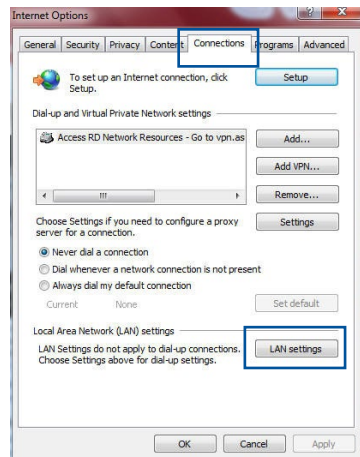 Internet Options
General Security Privacy Content Connections Programs Advanced
To set up an Internet connection, click
Setup.
Setup
Dial-up and Virtual Private Network settings
Access RD Network Resources - Go to vpn.as
Add...
Add VPN...
Remove...
Choose Settings if you need to configure a proxy
server for a connection.
Settings
Never dial a connection
Dial whenever a network connection is not present
Always dial my default connection
Current None
Set default
Local Area Network (LAN) settings
LAN Settings do not apply to dial-up connections.
Choose Settings above for dial-up settings.
LAN settings
OK Cancel Apply